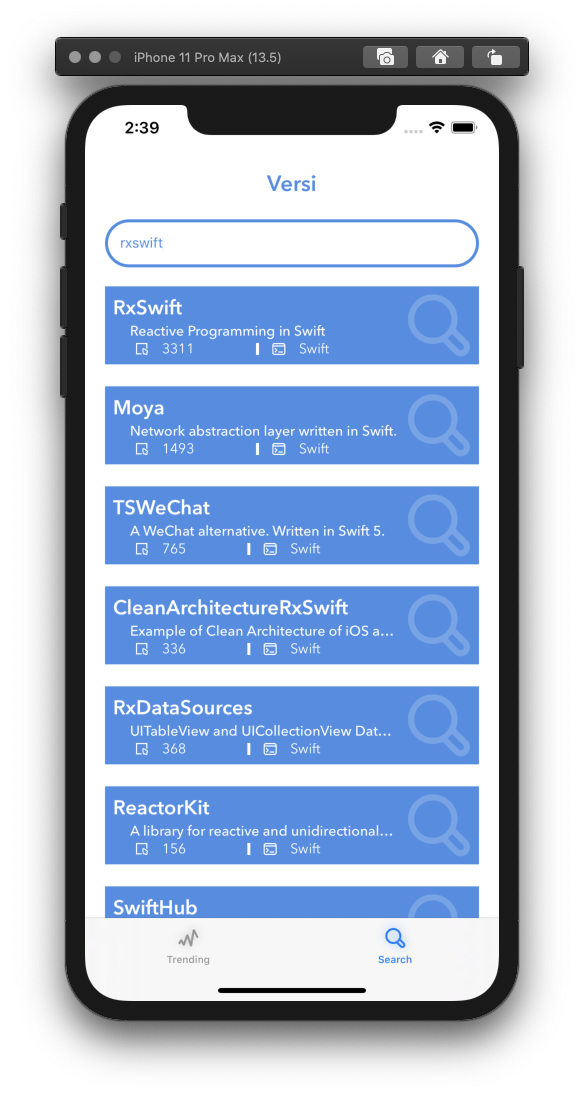 iPhone 11 Pro Max (13.5)
2:39
Versi
rxswift
RxSwift
Reactive Programming in Swift
3311 Swift
Moya
Network abstraction layer written in Swift.
1493 Swift
TSWeChat
A WeChat alternative. Written in Swift 5.
765 Swift
CleanArchitectureRxSwift
Example of Clean Architecture of iOS a...
336 Swift
RxDataSources
UITableView and UICollectionView Dat...
368 Swift
ReactorKit
A library for reactive and unidirectional...
156 Swift
SwiftHub
Trending Search